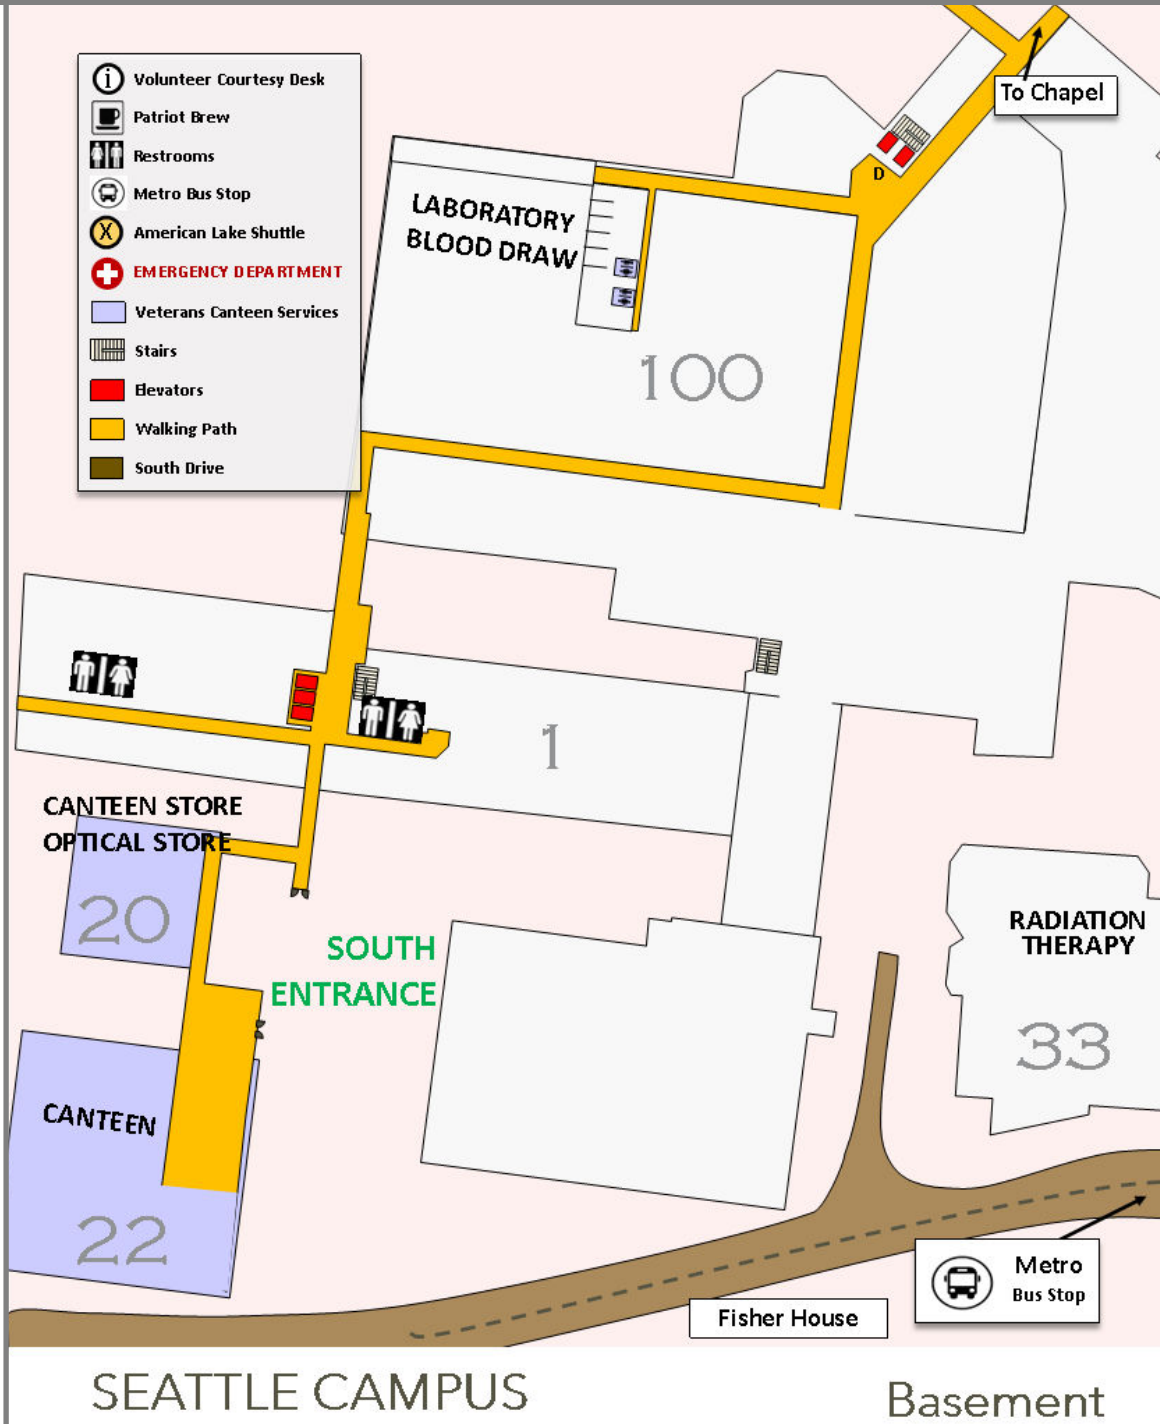 i Volunteer Courtesy Desk
Patriot Brew
Restrooms
Metro Bus Stop
X American Lake Shuttle
EMERGENCY DEPARTMENT
Veterans Canteen Services
Stairs
Elevators
Walking Path
South Drive
To Chapel
D
LABORATORY
BLOOD DRAW
100
1
CANTEEN STORE
OPTICAL STORE
20
SOUTH
ENTRANCE
RADIATION
THERAPY
33
CANTEEN
22
Metro
Bus Stop
Fisher House
SEATTLE CAMPUS
Basement